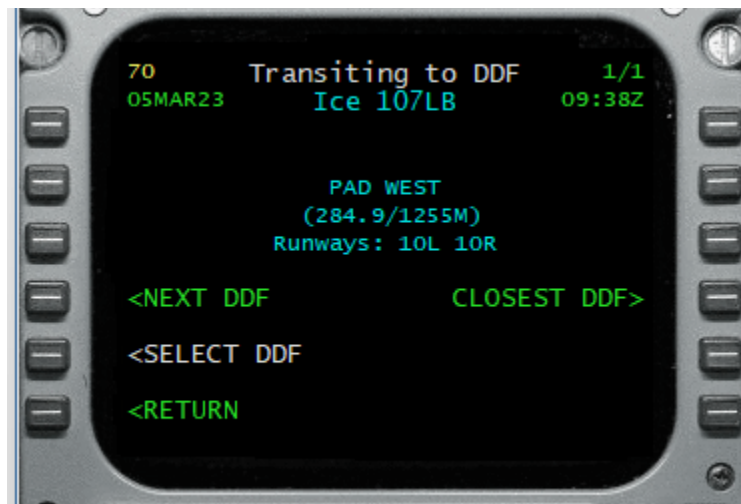 70 Transiting to DDF 1/1
05MAR23 Ice 107LB 09:38Z
PAD WEST
(284.9/1255M)
Runways: 10L 10R
<NEXT DDF CLOSEST DDF>
<SELECT DDF
<RETURN